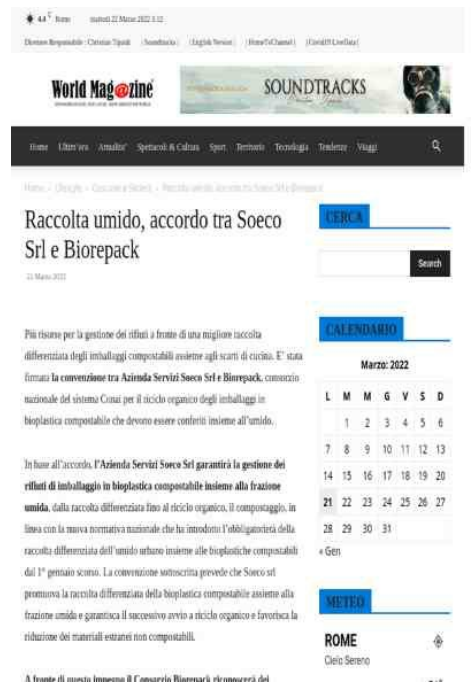 4.4 C Rome martedì 22 Marzo 2022 3.12
Direttore Responsabile : Christian Tipaldi |Soundtracks| |English Version| |HomeTvChannel| |Covid19 LiveData|
World Mag@zine
SOUNDTRACKS
Home Ultim'ora Attualita' Spettacoli & Cultura Sport Territorio Tecnologia Tendenze Viaggi
Raccolta umido, accordo tra Soeco
Srl e Biorepack
21 Marzo 2022
CERCA
Search
Più risorse per la gestione dei rifiuti a fronte di una migliore raccolta
differenziata degli imballaggi compostabili assieme agli scarti di cucina. E' stata
firmata la convenzione tra Azienda Servizi Soeco Srl e Biorepack, consorzio
nazionale del sistema Conai per il riciclo organico degli imballaggi in
bioplastica compostabile che devono essere conferiti insieme all'umido.
In base all'accordo, l'Azienda Servizi Soeco Srl garantirà la gestione dei
rifiuti di imballaggio in bioplastica compostabile insieme alla frazione
umida, dalla raccolta differenziata fino al riciclo organico, il compostaggio, in
linea con la nuova normativa nazionale che ha introdotto l'obbligatorietà della
raccolta differenziata dell'umido urbano insieme alle bioplastiche compostabili
dal 1° gennaio scorso. La convenzione sottoscritta prevede che Soeco srl
promuova la raccolta differenziata della bioplastica compostabile assieme alla
frazione umida e garantisca il successivo avvio a riciclo organico e favorisca la
riduzione dei materiali estranei non compostabili.
A fronte di questo impegno il Consorzio Biorepack riconoscerà dei
CALENDARIO
Marzo: 2022
L M M G V S D
1 2 3 4 5 6
7 8 9 10 11 12 13
14 15 16 17 18 19 20
21 22 23 24 25 26 27
28 29 30 31
« Gen
METEO
ROME
Cielo Sereno